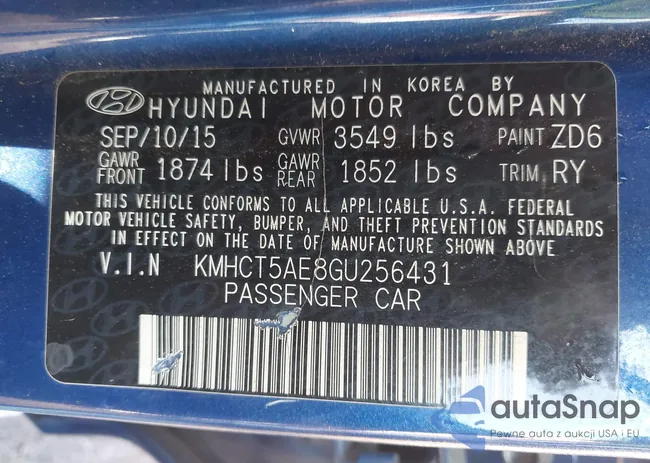 MANUFACTURED IN KOREA BY
HYUNDAI MOTOR COMPANY
SEP/10/15 GVWR 3549 lbs PAINT ZD6
GAWR FRONT 1874 lbs GAWR REAR 1852 lbs TRIM RY
THIS VEHICLE CONFORMS TO ALL APPLICABLE U.S.A. FEDERAL
MOTOR VEHICLE SAFETY, BUMPER, AND THEFT PREVENTION STANDARDS
IN EFFECT ON THE DATE OF MANUFACTURE SHOWN ABOVE
V.I.N KMHCT5AE8GU256431
PASSENGER CAR
autaSnap
Pewne auta z aukcji USA i EU